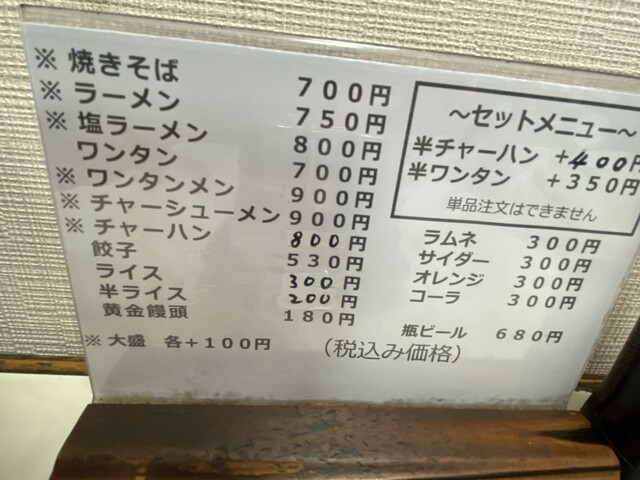 ※ 焼きそば 700円
※ ラーメン 750円
※ 塩ラーメン 800円
ワンタン 700円
※ ワンタンメン 900円
※ チャーシューメン 900円
※ チャーハン 800円
餃子 530円
ライス 300円
半ライス 200円
黄金饅頭 180円
※ 大盛 各+100円
～セットメニュー～
半チャーハン +400円
半ワンタン +350円
単品注文はできません
ラムネ 300円
サイダー 300円
オレンジ 300円
コーラ 300円
瓶ビール 680円
(税込み価格)